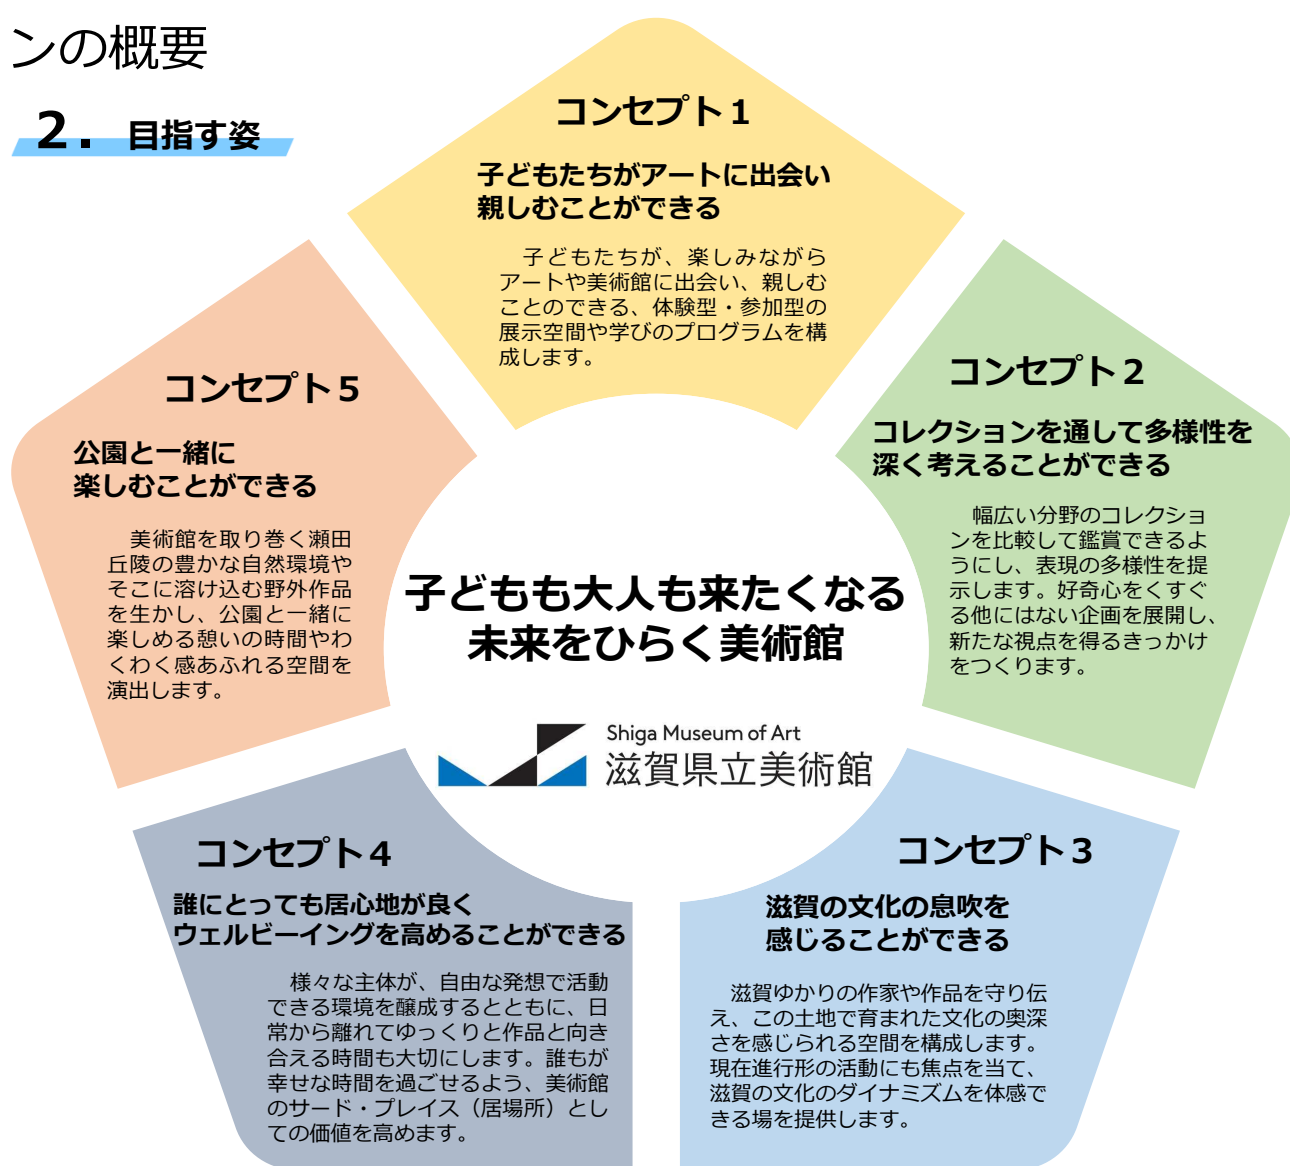 ンの概要
2．目指す姿
コンセプト1
子どもたちがアートに出会い
親しむことができる
子どもたちが、楽しみながら
アートや美術館に出会い、親しむ
ことのできる、体験型・参加型の
展示空間や学びのプログラムを構
成します。
コンセプト2
コレクションを通して多様性を
深く考えることができる
幅広い分野のコレクショ
ンを比較して鑑賞できるよ
うにし、表現の多様性を提
示します。好奇心をくすぐ
る他にはない企画を展開し、
新たな視点を得るきっかけ
をつくります。
コンセプト5
公園と一緒に
楽しむことができる
美術館を取り巻く瀬田
丘陵の豊かな自然環境や
そこに溶け込む野外作品
を生かし、公園と一緒に
楽しめる憩いの時間やわ
くわく感あふれる空間を
演出します。
子どもも大人も来たくなる
未来をひらく美術館
Shiga Museum of Art
滋賀県立美術館
コンセプト4
誰にとっても居心地が良く
ウェルビーイングを高めることができる
様々な主体が、自由な発想で活動
できる環境を醸成するとともに、日
常から離れてゆっくりと作品と向き
合える時間も大切にします。誰もが
幸せな時間を過ごせるよう、美術館
のサード・プレイス（居場所）とし
ての価値を高めます。
コンセプト3
滋賀の文化の息吹を
感じることができる
滋賀ゆかりの作家や作品を守り伝
え、この土地で育まれた文化の奥深
さを感じられる空間を構成します。
現在進行形の活動にも焦点を当て、
滋賀の文化のダイナミズムを体感で
きる場を提供します。